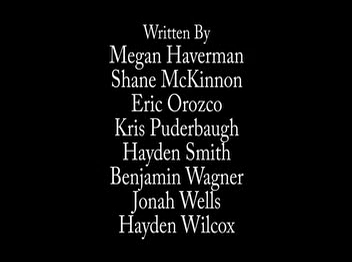 Written By
Megan Haverman
Shane McKinnon
Eric Orozco
Kris Puderbaugh
Hayden Smith
Benjamin Wagner
Jonah Wells
Hayden Wilcox